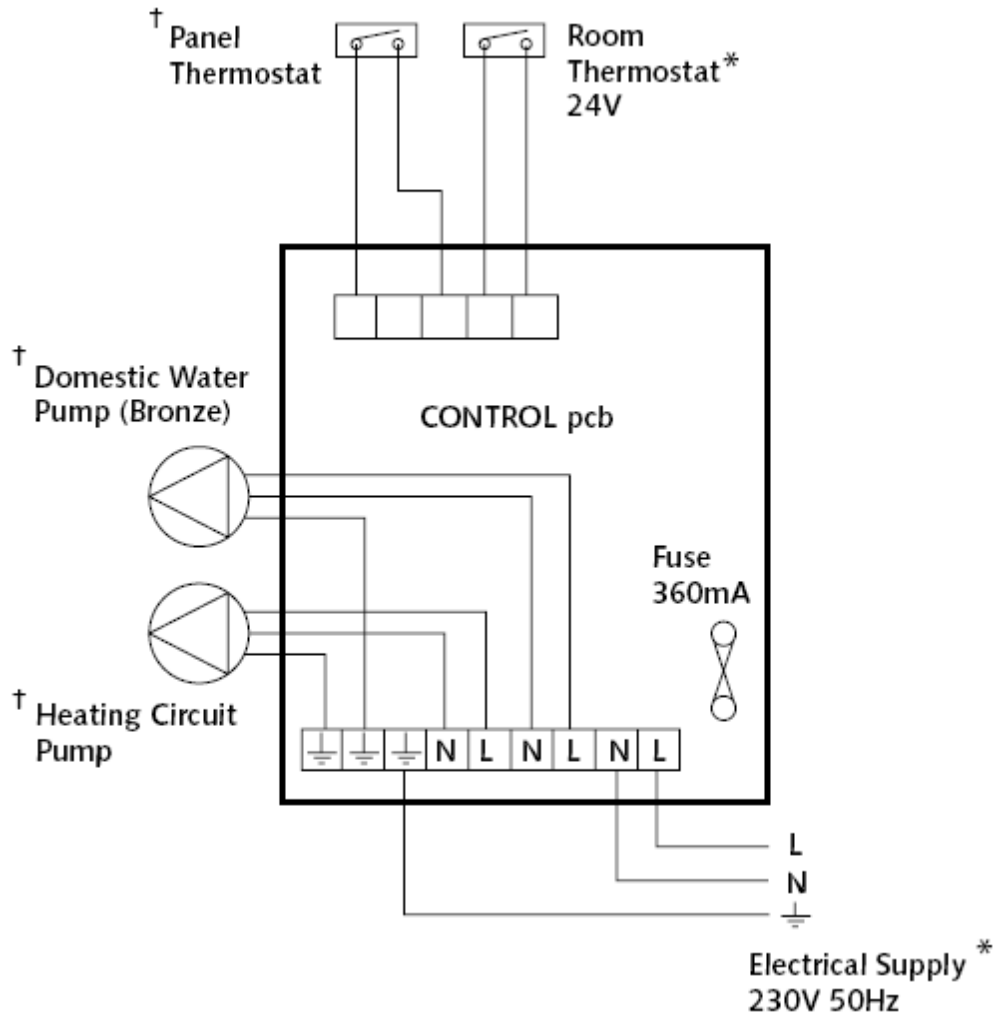 † Panel
Thermostat
Room
Thermostat*
24V
† Domestic Water
Pump (Bronze)
CONTROL pcb
Fuse
360mA
† Heating Circuit
Pump
N L N L N L
L
N
Electrical Supply *
230V 50Hz